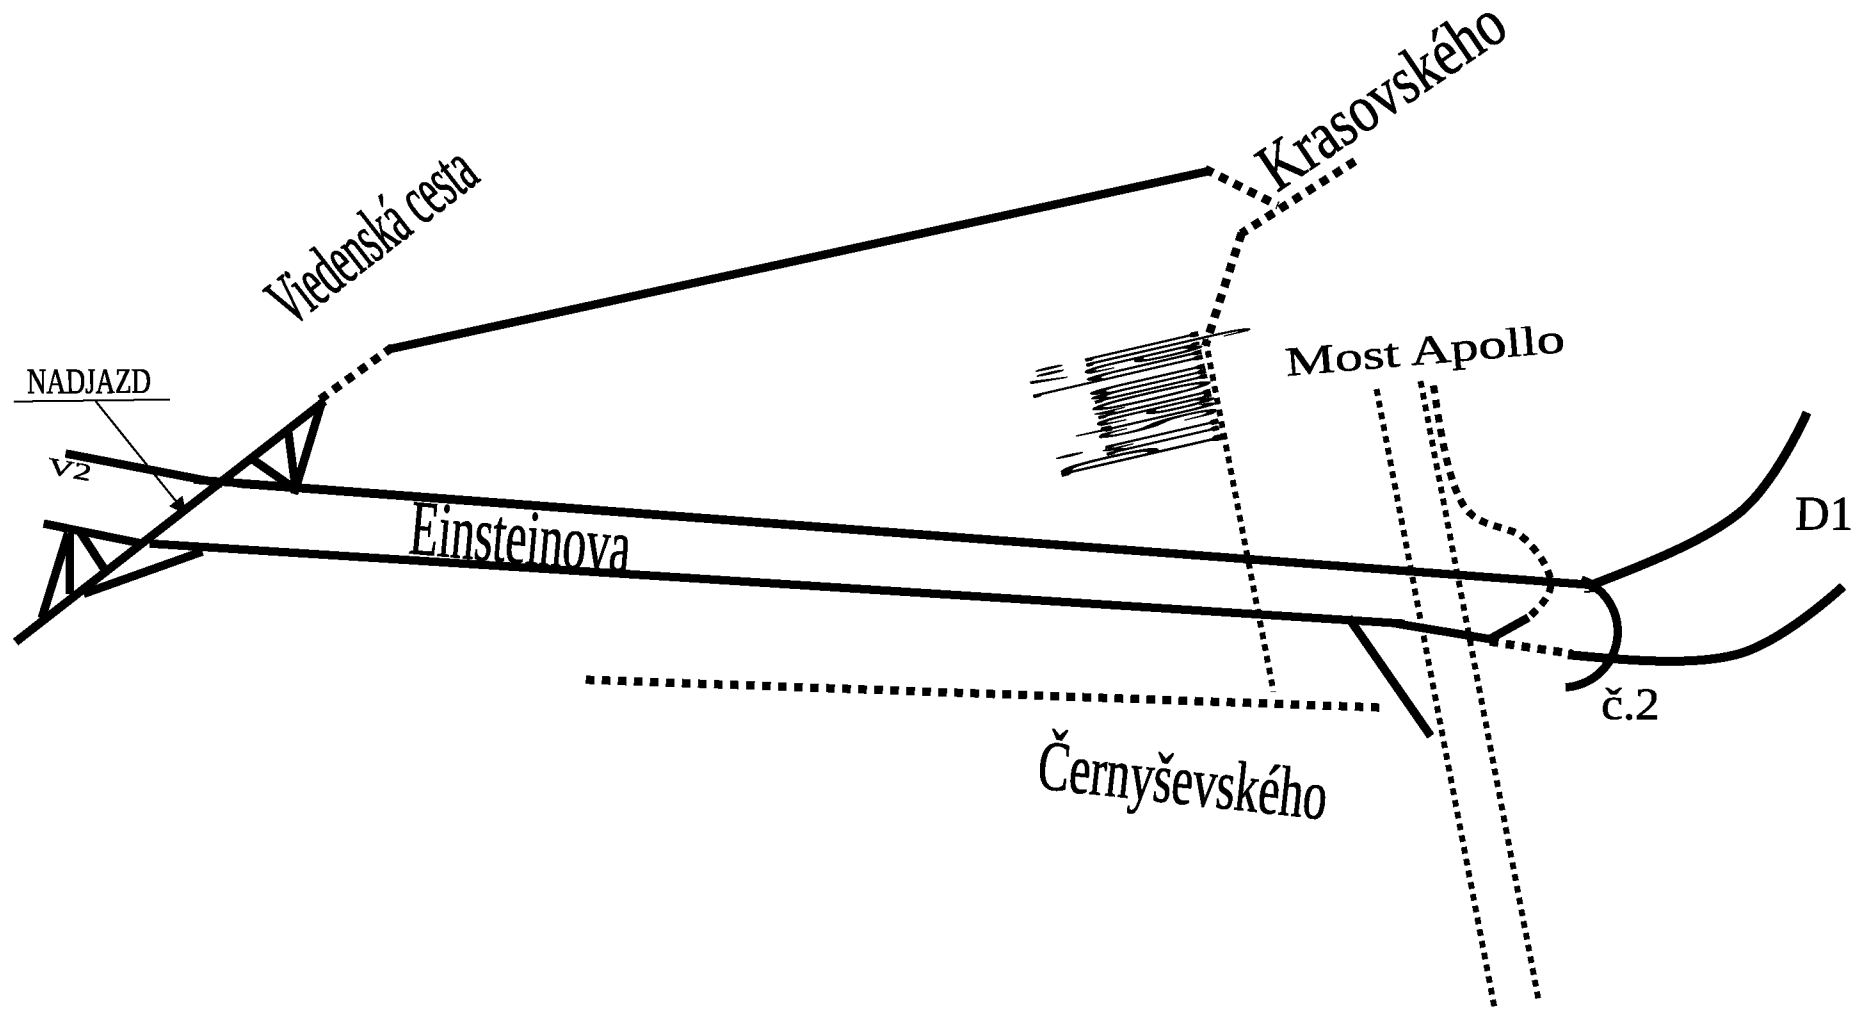 Krasovského
Viedenská cesta
Most Apollo
NADJAZD
V2
Einsteinova
D1
č.2
Černyševského